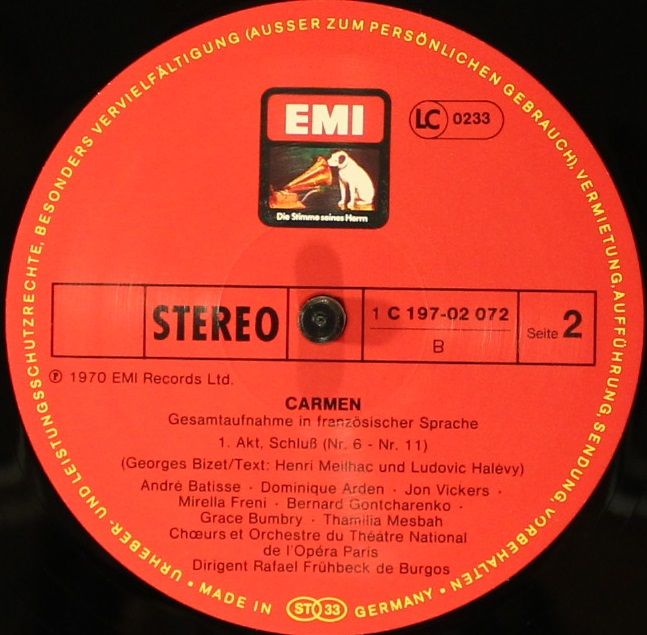 URHEBER- UND LEISTUNGSSCHUTZRECHTE, BESONDERS VERVIELFÄLTIGUNG (AUSSER ZUM PERSÖNLICHEN GEBRAUCH), VERMIETUNG, AUFFÜHRUNG, SENDUNG, VORBEHALTEN •
EMI
Die Stimme seines Herrn
LC 0233
STEREO
1 C 197-02 072
B
Seite 2
℗ 1970 EMI Records Ltd.
CARMEN
Gesamtaufnahme in französischer Sprache
1. Akt, Schluß (Nr. 6 - Nr. 11)
(Georges Bizet/Text: Henri Meilhac und Ludovic Halévy)
André Batisse · Dominique Arden · Jon Vickers ·
Mirella Freni · Bernard Gontcharenko ·
Grace Bumbry · Thamilia Mesbah
Chœurs et Orchestre du Théâtre National
de l'Opéra Paris
Dirigent Rafael Frühbeck de Burgos
• MADE IN ST 33 GERMANY